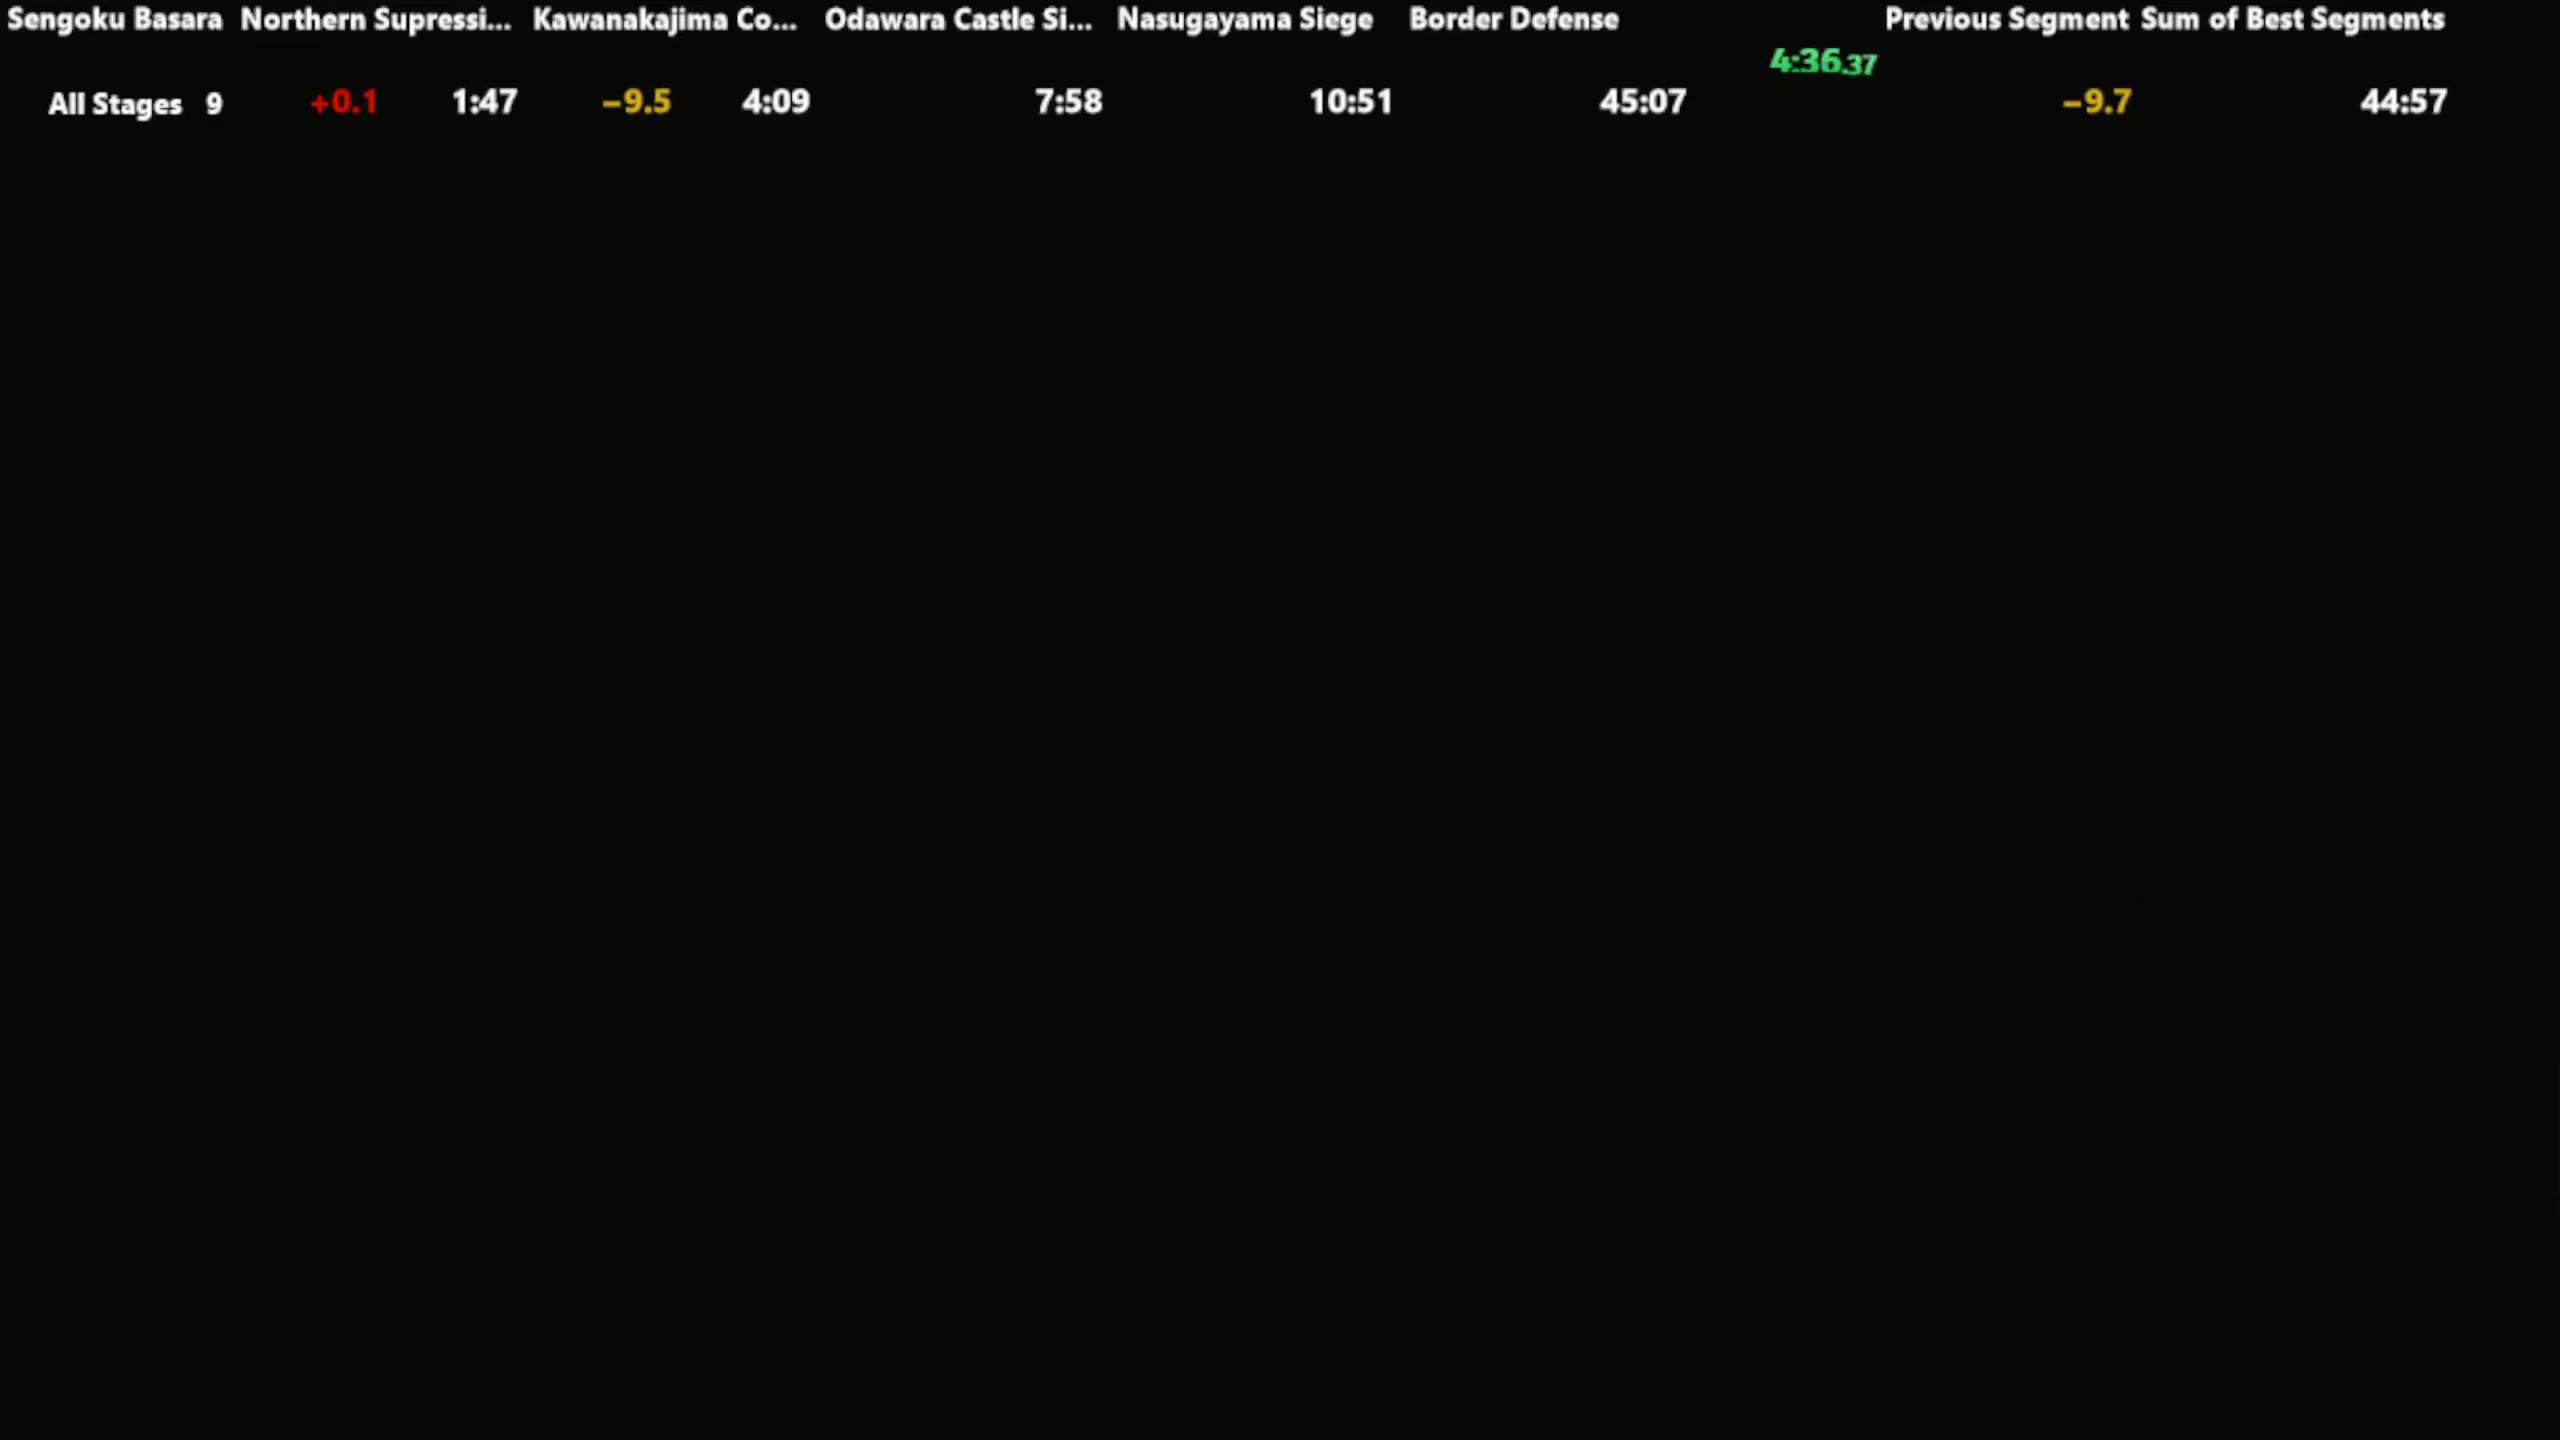 Sengoku Basara Northern Supressi... Kawanakajima Co... Odawara Castle Si... Nasugayama Siege Border Defense Previous Segment Sum of Best Segments
4:36.37
All Stages 9 +0.1 1:47 −9.5 4:09 7:58 10:51 45:07 −9.7 44:57